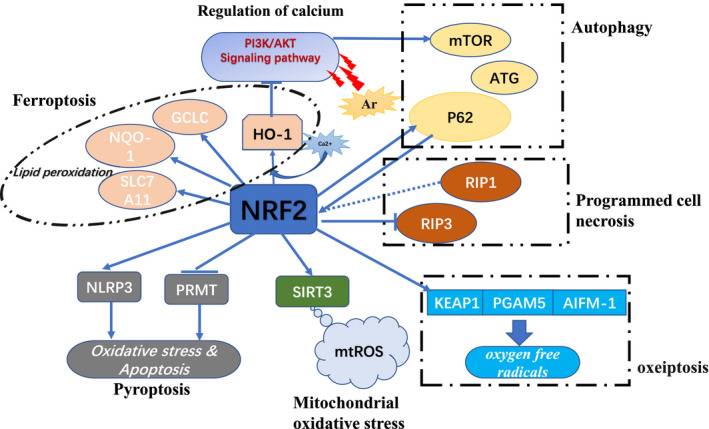 Regulation of calcium
PI3K/AKT
Signaling pathway
mTOR
Autophagy
ATG
Ar
P62
Ferroptosis
GCLC
HO-1
Ca2+
NQO-
1
Lipid peroxidation
SLC7
A11
NRF2
RIP1
RIP3
Programmed cell
necrosis
NLRP3
PRMT
SIRT3
KEAP1
PGAM5
AIFM-1
Oxidative stress &
Apoptosis
mtROS
oxygen free
radicals
Pyroptosis
oxeiptosis
Mitochondrial
oxidative stress